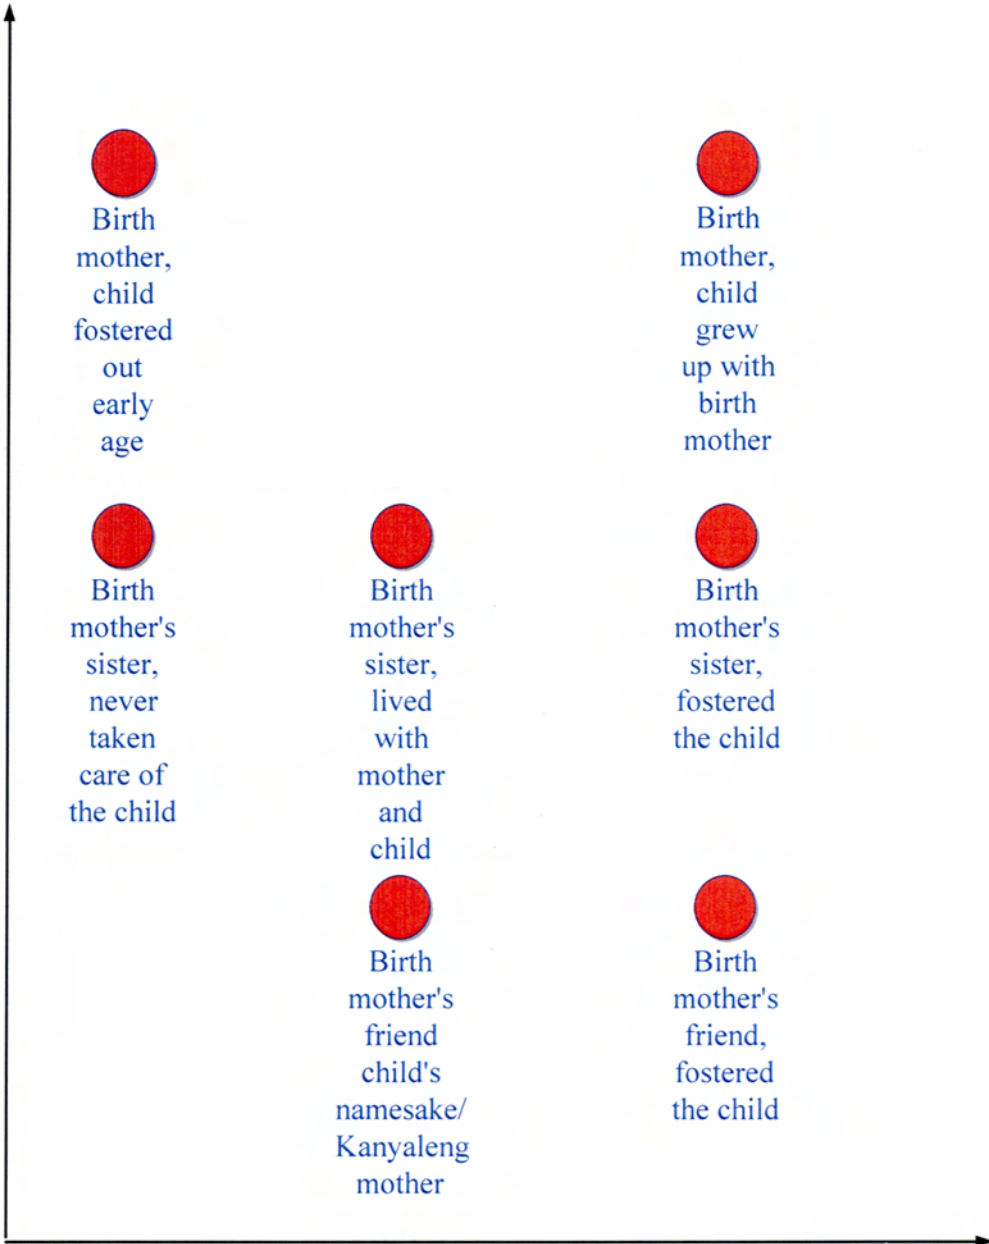 Birth
mother,
child
fostered
out
early
age
Birth
mother,
child
grew
up with
birth
mother
Birth
mother's
sister,
never
taken
care of
the child
Birth
mother's
sister,
lived
with
mother
and
child
Birth
mother's
sister,
fostered
the child
Birth
mother's
friend
child's
namesake/
Kanyaleng
mother
Birth
mother's
friend,
fostered
the child